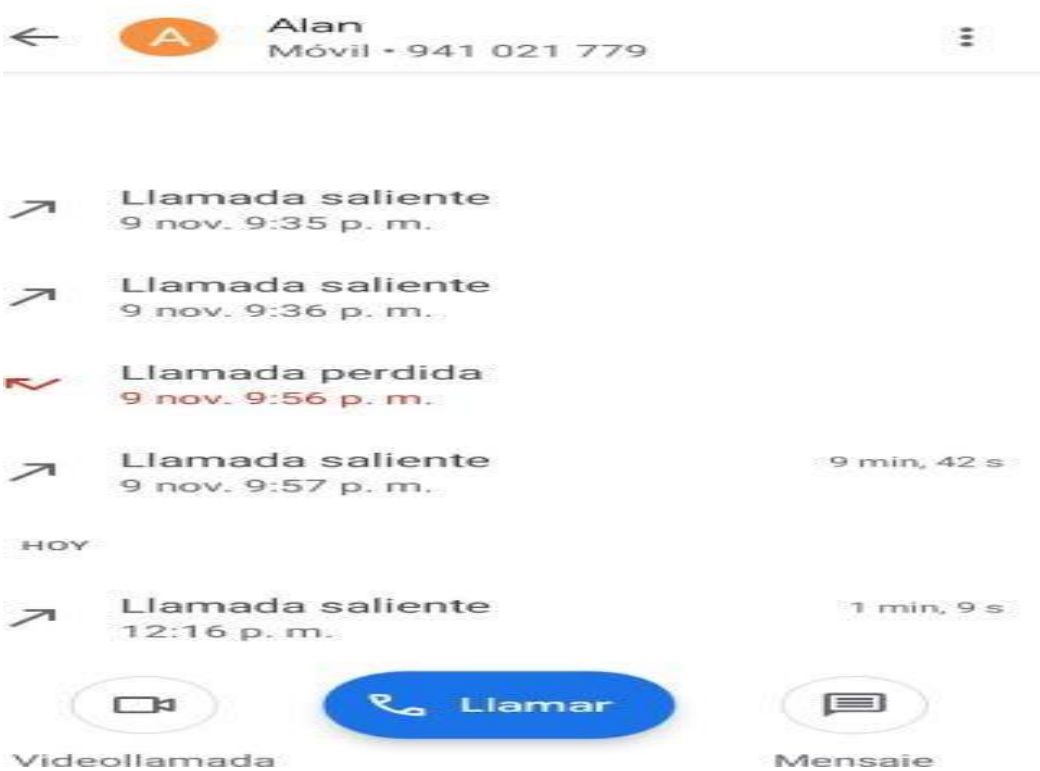 A
Alan
Móvil • 941 021 779
Llamada saliente
9 nov. 9:35 p. m.
Llamada saliente
9 nov. 9:36 p. m.
Llamada perdida
9 nov. 9:56 p. m.
Llamada saliente
9 min, 42 s
9 nov. 9:57 p. m.
HOY
Llamada saliente
1 min, 9 s
12:16 p. m.
Llamar
Videollamada
Mensaje